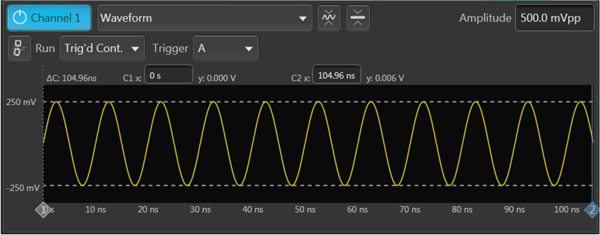 Channel 1 Waveform Amplitude 500.0 mVpp
Run Trig'd Cont. Trigger A
ΔC: 104.96ns C1 x: 0 s y: 0.000 V C2 x: 104.96 ns y: 0.006 V
250 mV
-250 mV
1 s 10 ns 20 ns 30 ns 40 ns 50 ns 60 ns 70 ns 80 ns 90 ns 100 ns 2